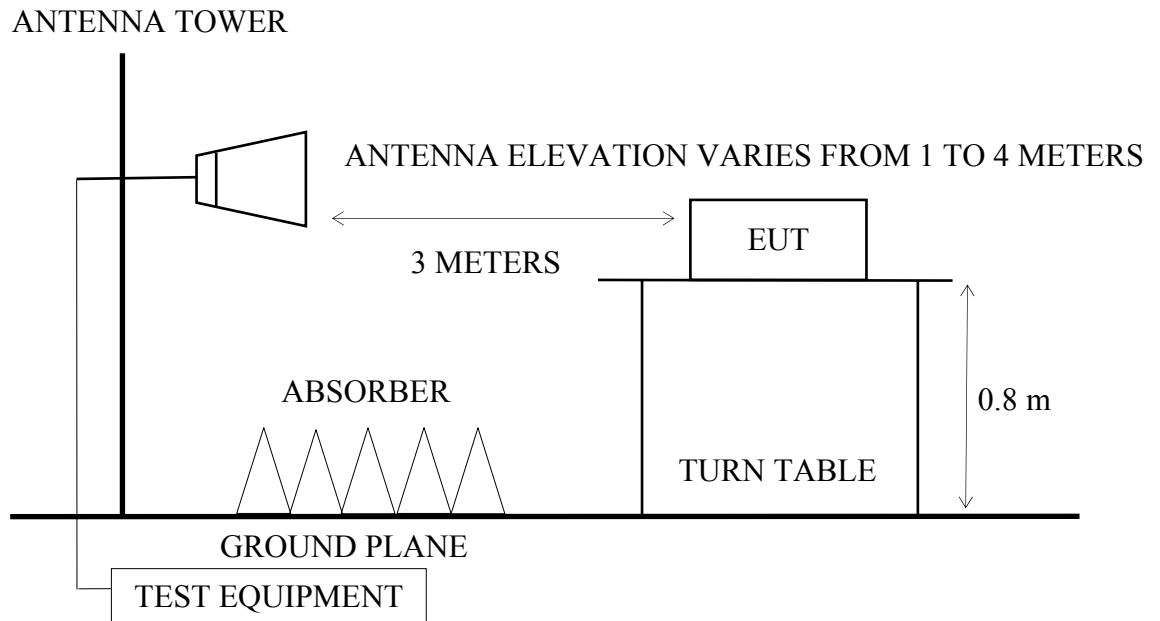 ANTENNA TOWER
ANTENNA ELEVATION VARIES FROM 1 TO 4 METERS
EUT
3 METERS
ABSORBER
0.8 m
TURN TABLE
GROUND PLANE
TEST EQUIPMENT